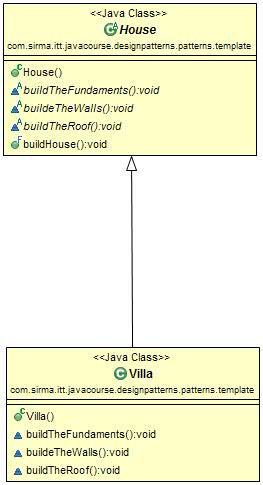 <<Java Class>>
House
com.sirma.itt.javacourse.designpatterns.patterns.template
House()
buildTheFundaments():void
buildeTheWalls():void
buildTheRoof():void
buildHouse():void
<<Java Class>>
Villa
com.sirma.itt.javacourse.designpatterns.patterns.template
Villa()
buildTheFundaments():void
buildeTheWalls():void
buildTheRoof():void